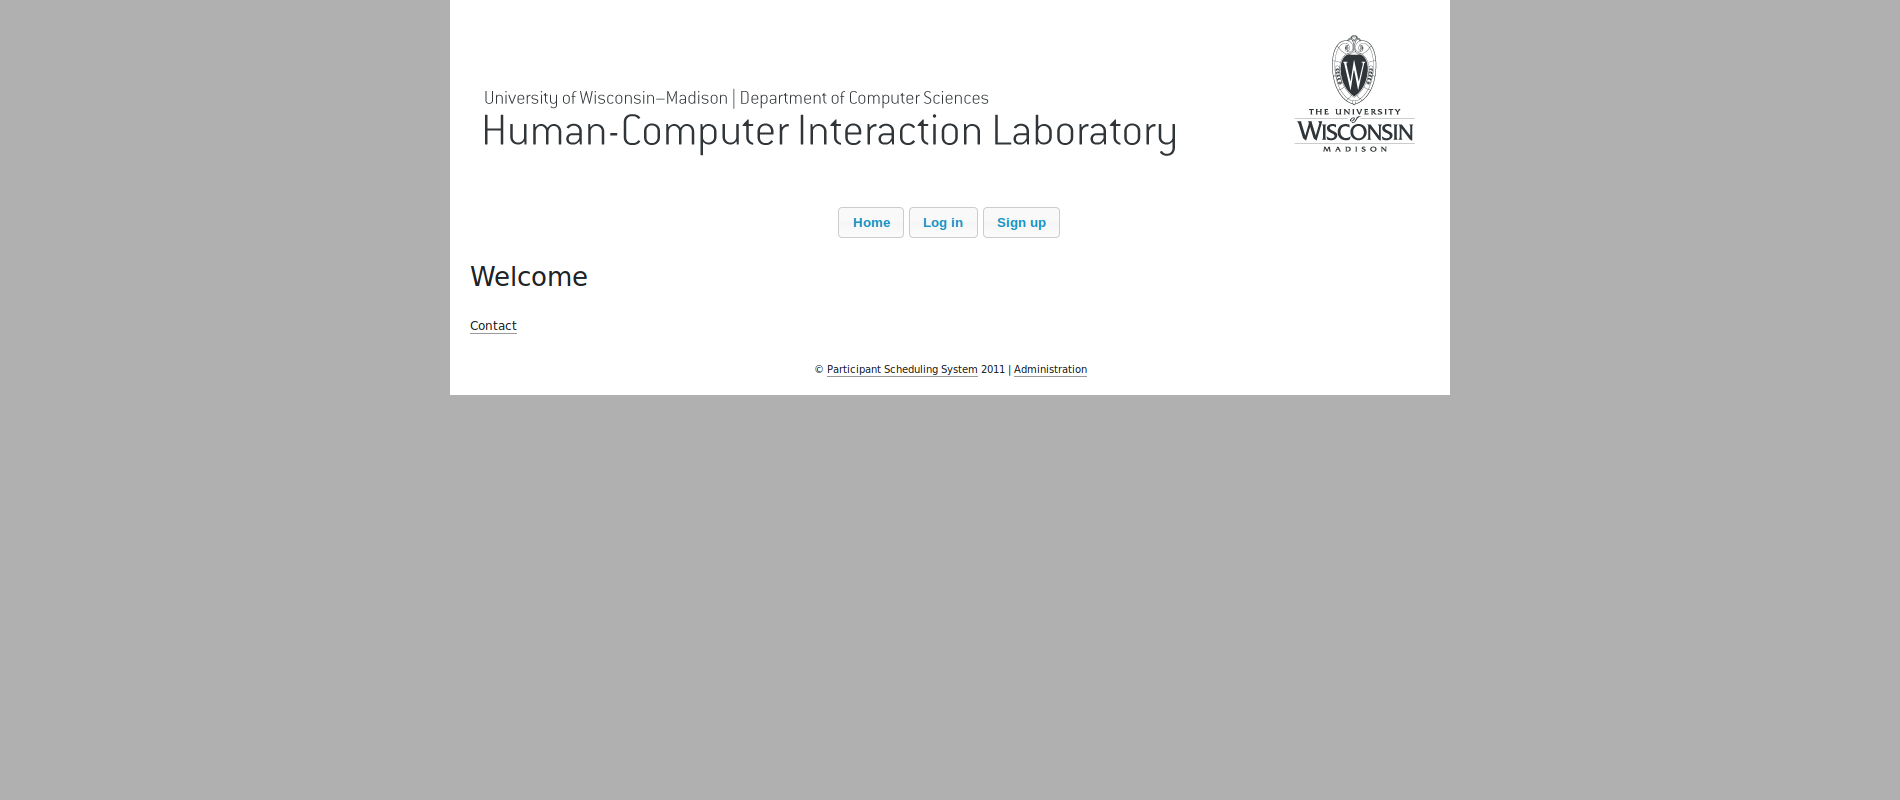 University of Wisconsin–Madison | Department of Computer Sciences
Human-Computer Interaction Laboratory
W
THE UNIVERSITY
of
WISCONSIN
MADISON
Home Log in Sign up
Welcome
Contact
© Participant Scheduling System 2011 | Administration